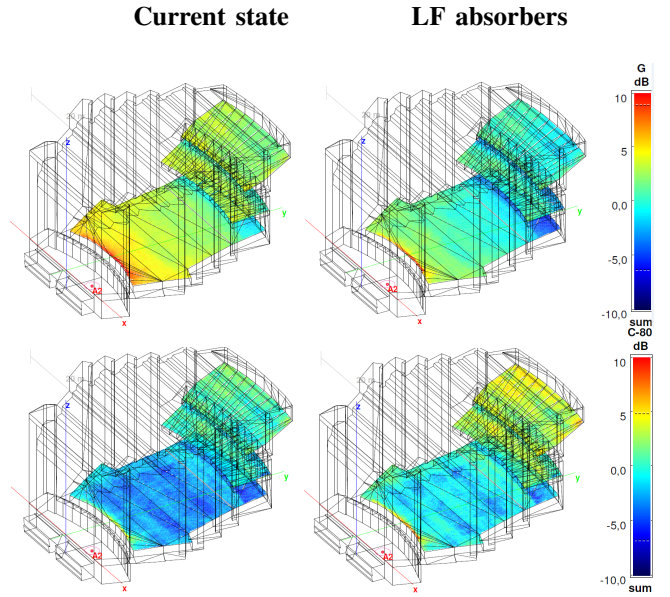 Current state LF absorbers
G
dB
10
5
0,0
-5,0
-10,0
sum
z
y
A2
x
z
y
A2
x
C-80
dB
10
5
0,0
-5,0
-10,0
sum
z
y
A2
x
z
y
A2
x